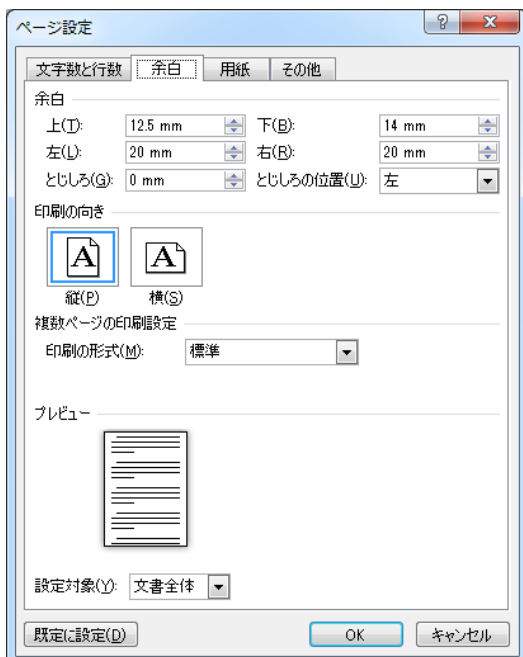 ページ設定
文字数と行数 余白 用紙 その他
余白
上(T): 12.5 mm 下(B): 14 mm
左(L): 20 mm 右(R): 20 mm
とじしろ(G): 0 mm とじしろの位置(U): 左
印刷の向き
A A
縦(P) 横(S)
複数ページの印刷設定
印刷の形式(M): 標準
プレビュー
設定対象(Y): 文書全体
既定に設定(D) OK キャンセル